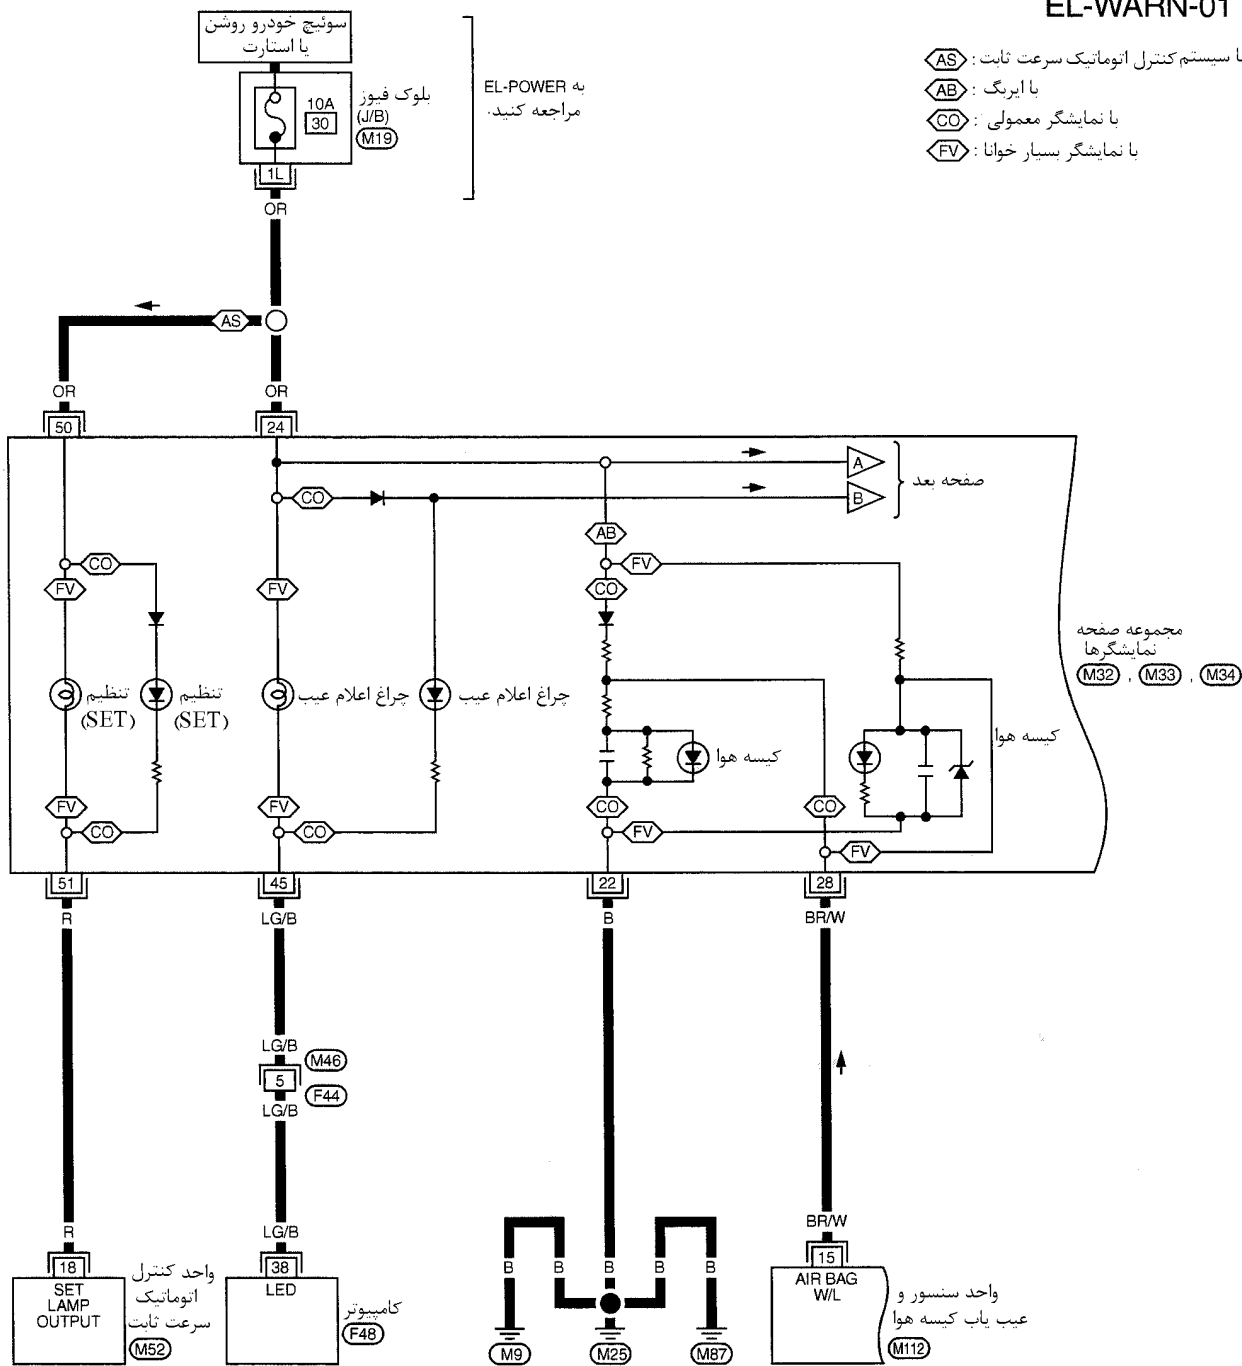 EL-WARN-01
سوئیچ خودرو روشن
یا استارت
بلوک فیوز
(J/B)
M19
10A
30
1L
OR
به EL-POWER
مراجعه کنید.
AS : با سیستم کنترل اتوماتیک سرعت ثابت
AB : با ایربگ
CO : با نمایشگر معمولی
FV : با نمایشگر بسیار خوانا
AS
OR
OR
50
24
A
B
صفحه بعد
CO
AB
CO
FV
FV
CO
FV
مجموعه صفحه
نمایشگرها
M32 , M33 , M34
تنظیم
(SET)
تنظیم
(SET)
چراغ اعلام عیب
چراغ اعلام عیب
کیسه هوا
کیسه هوا
FV
FV
CO
CO
CO
CO
FV
FV
51
45
22
28
R
LG/B
B
BR/W
LG/B
M46
5
F44
LG/B
R
LG/B
BR/W
18
38
B
B
B
B
B
15
SET
LAMP
OUTPUT
واحد کنترل
اتوماتیک
سرعت ثابت
M52
LED
کامپیوتر
F48
M9
M25
M87
AIR BAG
W/L
واحد سنسور و
عیب یاب کیسه هوا
M112